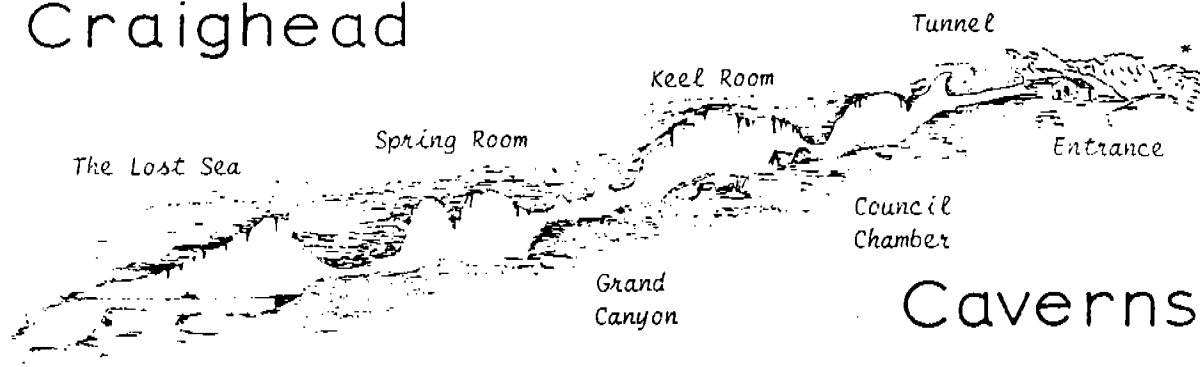 Craighead
Tunnel
Keel Room
Spring Room
Entrance
The Lost Sea
Council
Chamber
Grand
Canyon
Caverns